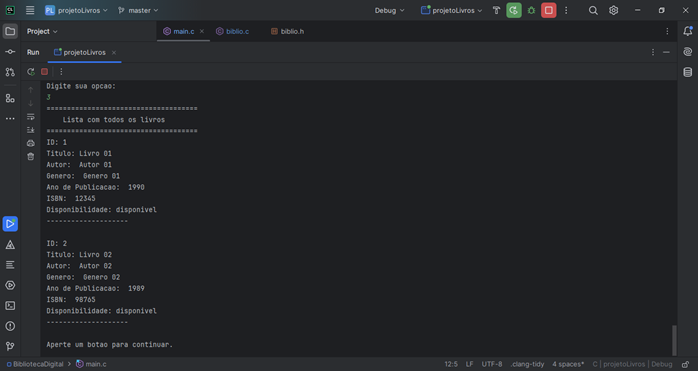 CL
PL projetoLivros
master
Debug
projetoLivros
Project
main.c
biblio.c
biblio.h
Run
projetoLivros
Digite sua opcao:
3
=====================================
Lista com todos os livros
=====================================
ID: 1
Titulo: Livro 01
Autor:  Autor 01
Genero:  Genero 01
Ano de Publicacao:  1990
ISBN:  12345
Disponibilidade: disponivel
--------------------
ID: 2
Titulo: Livro 02
Autor:  Autor 02
Genero:  Genero 02
Ano de Publicacao:  1989
ISBN:  98765
Disponibilidade: disponivel
--------------------
Aperte um botao para continuar.
BibliotecaDigital > main.c
12:5 LF UTF-8 .clang-tidy 4 spaces* C | projetoLivros | Debug